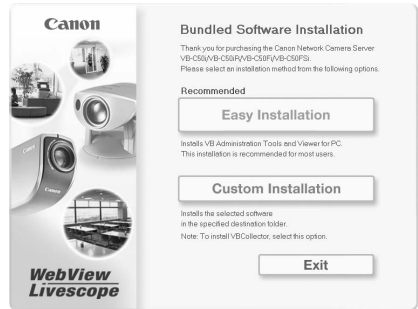 Canon
Canon
WebView
Livescope
Bundled Software Installation
Thank you for purchasing the Canon Network Camera Server
VB-C50i/VB-C50iR/VB-C50Fi/VB-C50FSi.
Please select an installation method from the following options.
Recommended
Easy Installation
Installs VB Administration Tools and Viewer for PC.
This installation is recommended for most users.
Custom Installation
Installs the selected software
in the specified destination folder.
Note: To install VBCollector, select this option.
Exit